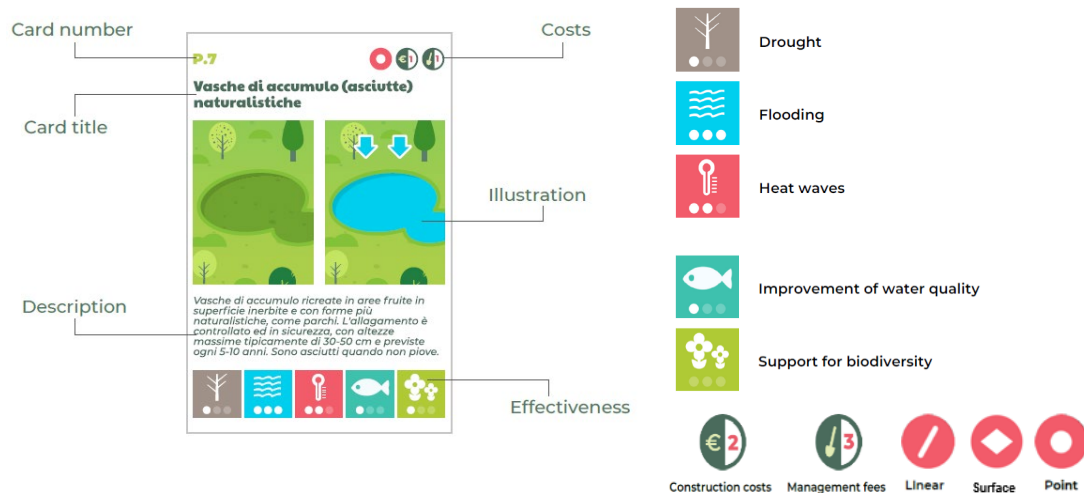 Card number
Costs
P.7
€1
1
Vasche di accumulo (asciutte)
naturalistiche
Card title
Illustration
Description
Vasche di accumulo ricreate in aree fruite in
superficie inerbite e con forme più
naturalistiche, come parchi. L'allagamento è
controllato ed in sicurezza, con altezze
massime tipicamente di 30-50 cm e previste
ogni 5-10 anni. Sono asciutti quando non piove.
Effectiveness
Drought
Flooding
Heat waves
Improvement of water quality
Support for biodiversity
€2
3
Construction costs
Management fees
Linear
Surface
Point